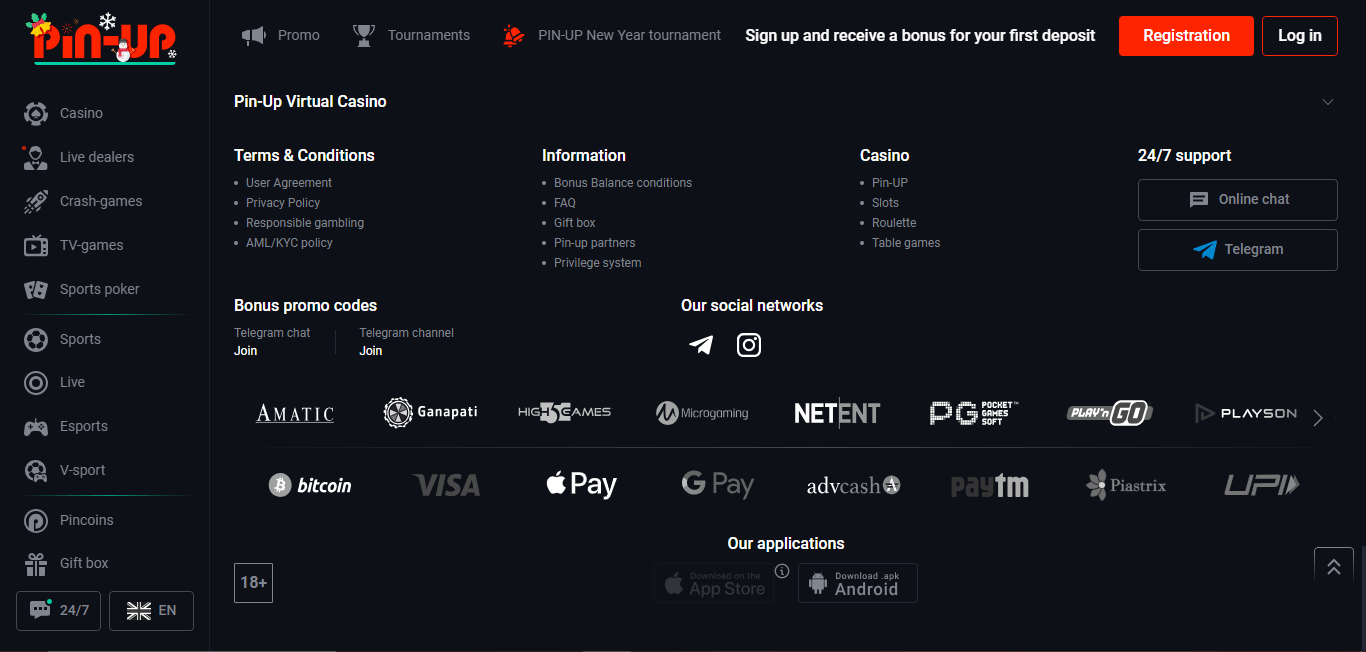 PIN-UP
Promo
Tournaments
PIN-UP New Year tournament
Sign up and receive a bonus for your first deposit
Registration
Log in
Casino
Live dealers
Crash-games
TV-games
Sports poker
Sports
Live
Esports
V-sport
Pincoins
Gift box
24/7
EN
Pin-Up Virtual Casino
Terms & Conditions
User Agreement
Privacy Policy
Responsible gambling
AML/KYC policy
Information
Bonus Balance conditions
FAQ
Gift box
Pin-up partners
Privilege system
Casino
Pin-UP
Slots
Roulette
Table games
24/7 support
Online chat
Telegram
Bonus promo codes
Telegram chat
Join
Telegram channel
Join
Our social networks
AMATIC
Ganapati
HIGH 5 GAMES
Microgaming
NETENT
PG POCKET
GAMES
SOFT™
PLAY'n GO
PLAYSON
bitcoin
VISA
Pay
G Pay
advcash A
paytm
Piastrix
UPI
Our applications
18+
Download on the
App Store
Download .apk
Android